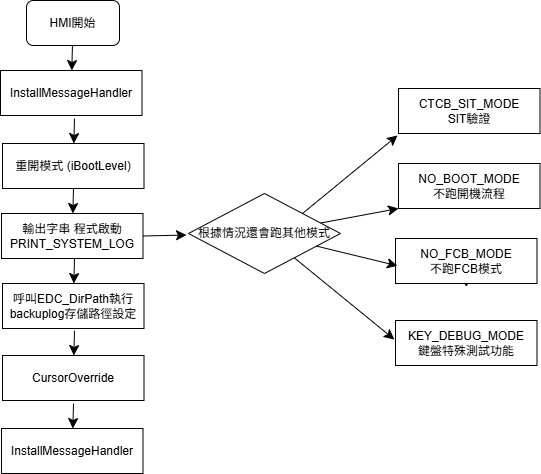 HMI開始
InstallMessageHandler
重開模式 (iBootLevel)
輸出字串 程式啟動
PRINT_SYSTEM_LOG
呼叫EDC_DirPath執行
backuplog存儲路徑設定
CursorOverride
InstallMessageHandler
根據情況還會跑其他模式
CTCB_SIT_MODE
SIT驗證
NO_BOOT_MODE
不跑開機流程
NO_FCB_MODE
不跑FCB模式
KEY_DEBUG_MODE
鍵盤特殊測試功能